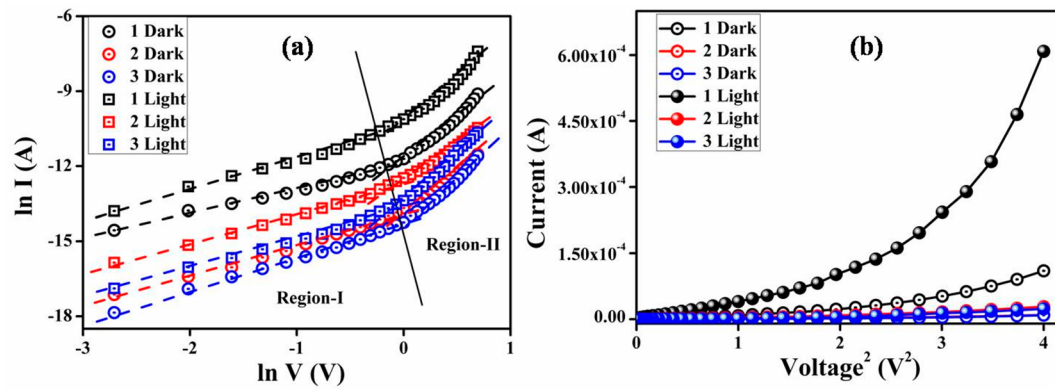 (a)
1 Dark
2 Dark
3 Dark
1 Light
2 Light
3 Light
-6
-9
-12
-15
-18
ln I (A)
Region-I
Region-II
-3
-2
-1
0
1
ln V (V)
(b)
1 Dark
2 Dark
3 Dark
1 Light
2 Light
3 Light
6.00x10⁻⁴
4.50x10⁻⁴
3.00x10⁻⁴
1.50x10⁻⁴
0.00
Current (A)
0
1
2
3
4
Voltage² (V²)